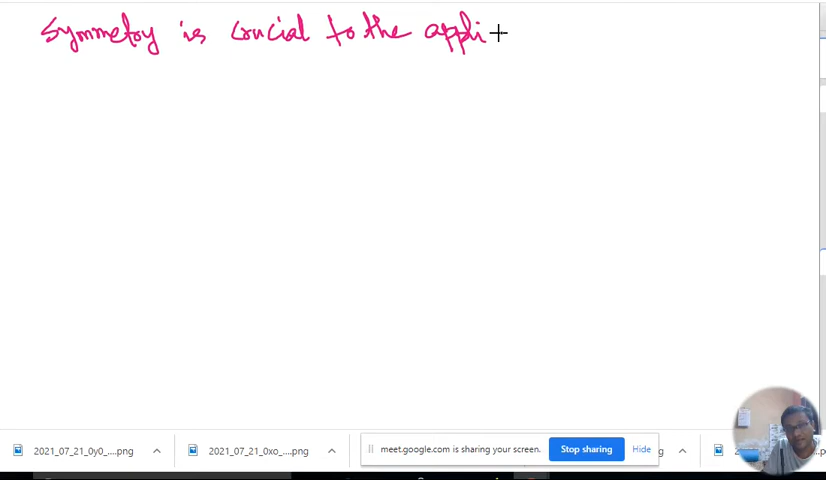 Symmetry is crucial to the appli
2021_07_21_0y0_....png
2021_07_21_0xo_....png
meet.google.com is sharing your screen.
Stop sharing
Hide